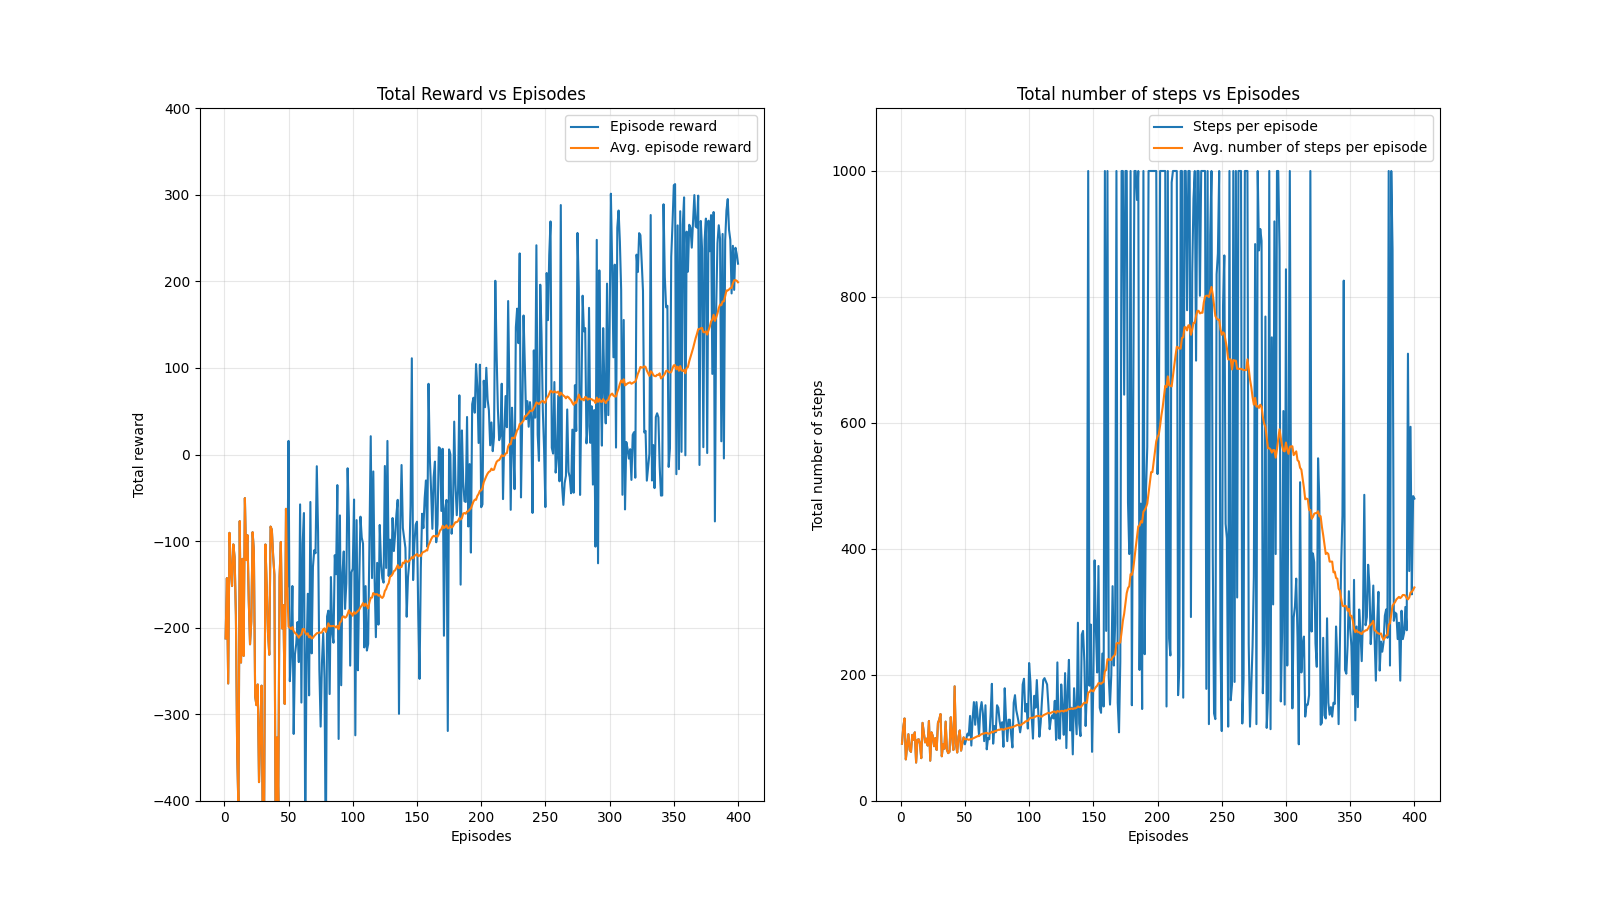 Total Reward vs Episodes
400
300
200
100
0
−100
−200
−300
−400
Total reward
0 50 100 150 200 250 300 350 400
Episodes
Episode reward
Avg. episode reward
Total number of steps vs Episodes
1000
800
600
400
200
0
Total number of steps
0 50 100 150 200 250 300 350 400
Episodes
Steps per episode
Avg. number of steps per episode